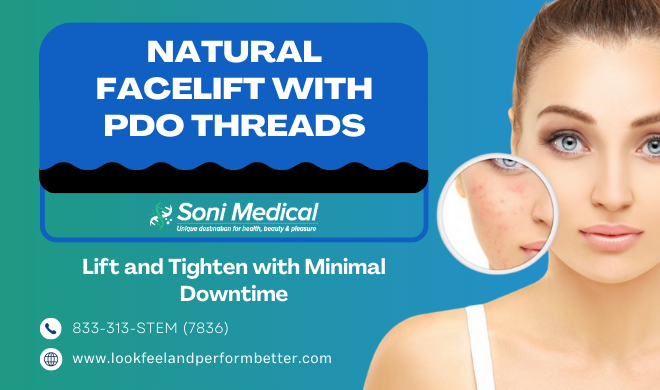 NATURAL
FACELIFT WITH
PDO THREADS
Soni Medical
Unique destination for health, beauty & pleasure
Lift and Tighten with Minimal
Downtime
833-313-STEM (7836)
www.lookfeelandperformbetter.com